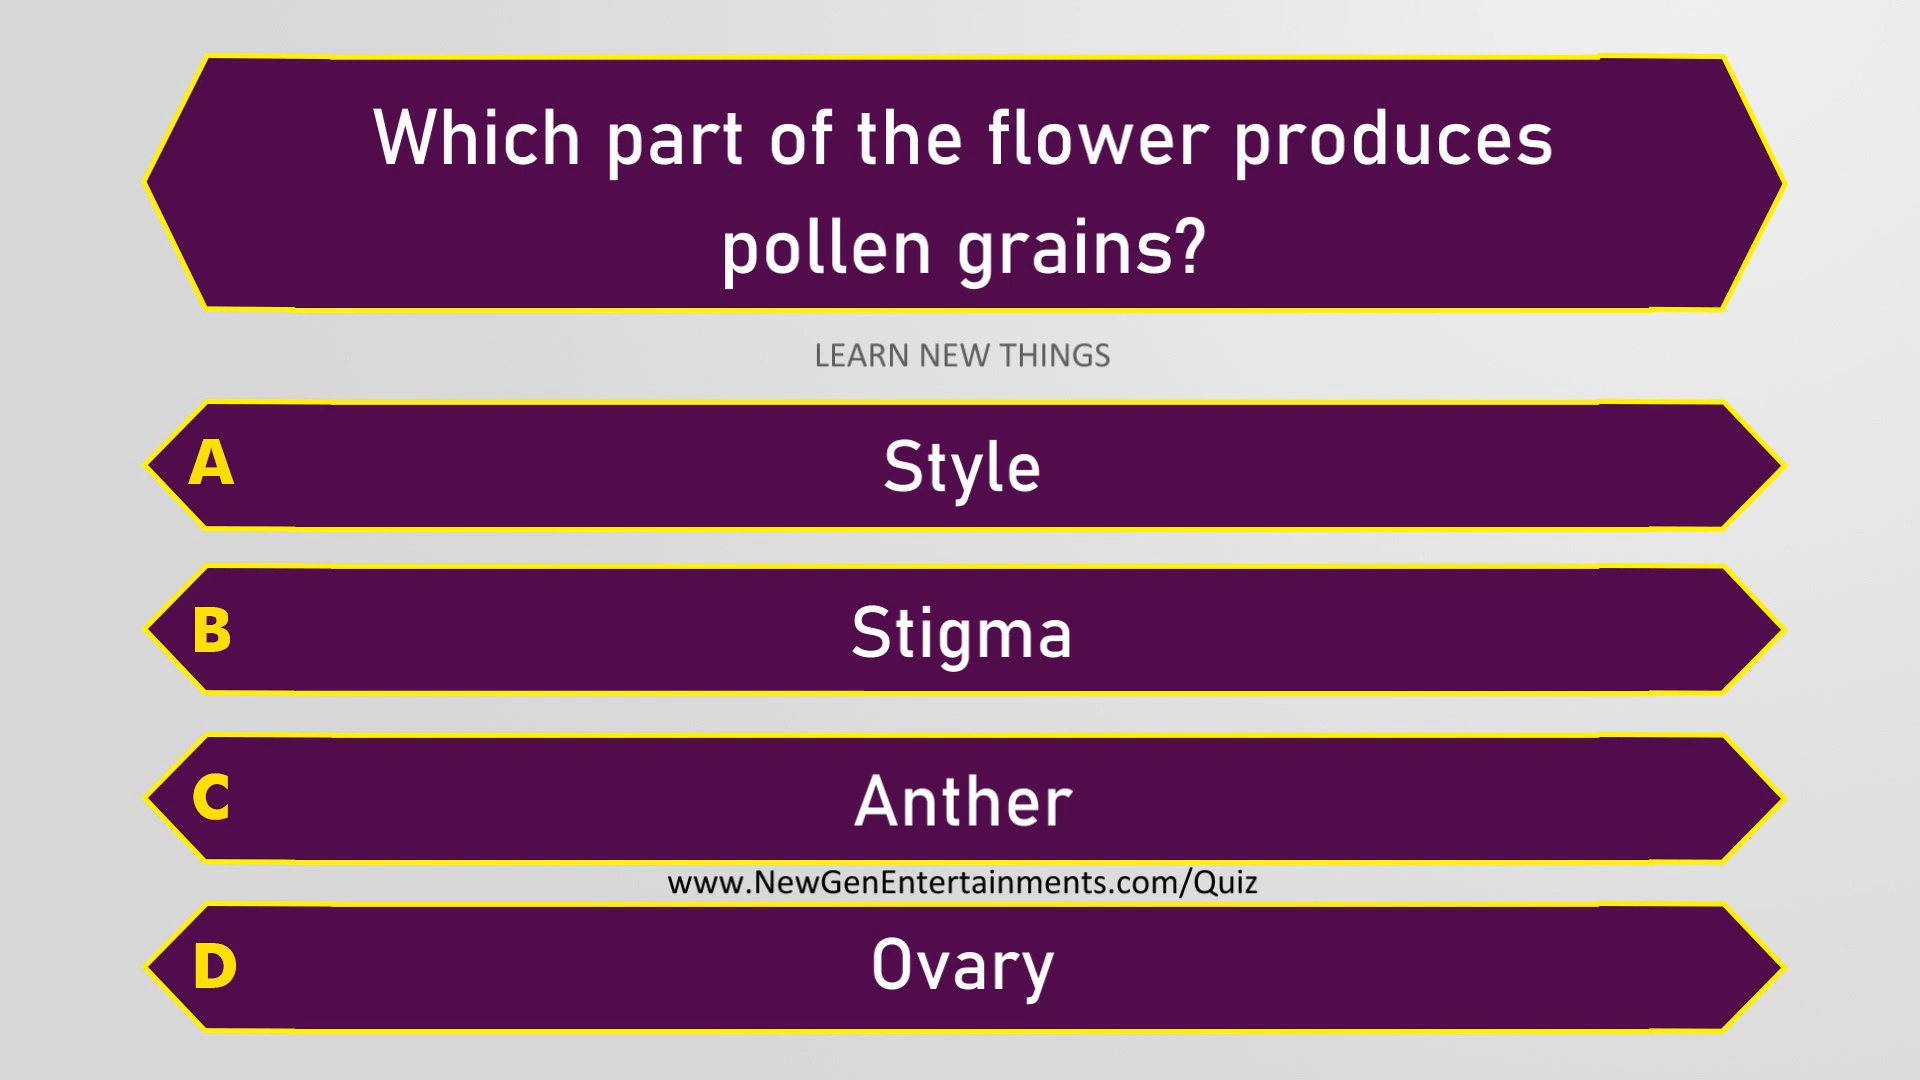 Which part of the flower produces
pollen grains?
LEARN NEW THINGS
A Style
B Stigma
C Anther
www.NewGenEntertainments.com/Quiz
D Ovary